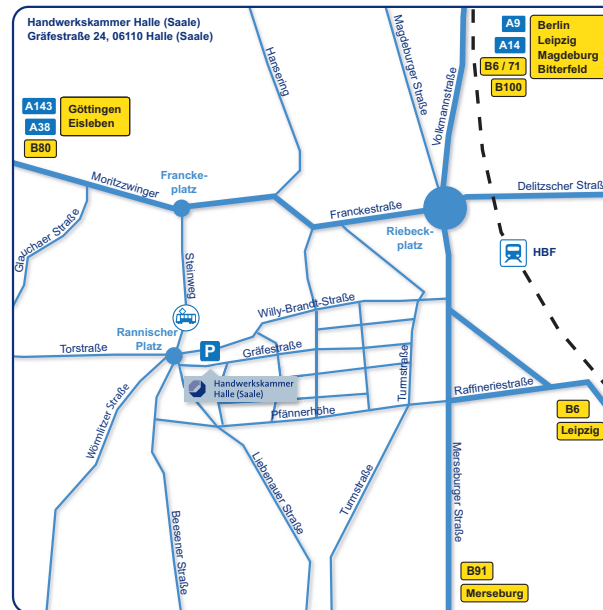 Handwerkskammer Halle (Saale)
Gräfestraße 24, 06110 Halle (Saale)
A9
A14
B6 / 71
B100
Berlin
Leipzig
Magdeburg
Bitterfeld
A143
A38
B80
Göttingen
Eisleben
Hansering
Magdeburger Straße
Volkmannstraße
Moritzzwinger
Francke-
platz
Franckestraße
Delitzscher Straß
Riebeck-
platz
HBF
Glauchaer Straße
Steinweg
Willy-Brandt-Straße
Rannischer
Platz
Torstraße
P
Gräfestraße
Turmstraße
Handwerkskammer
Halle (Saale)
Raffineriestraße
Pfännerhöhe
B6
Leipzig
Wörmlitzer Straße
Liebenauer Straße
Turmstraße
Merseburger Straße
Beesener Straße
B91
Merseburg